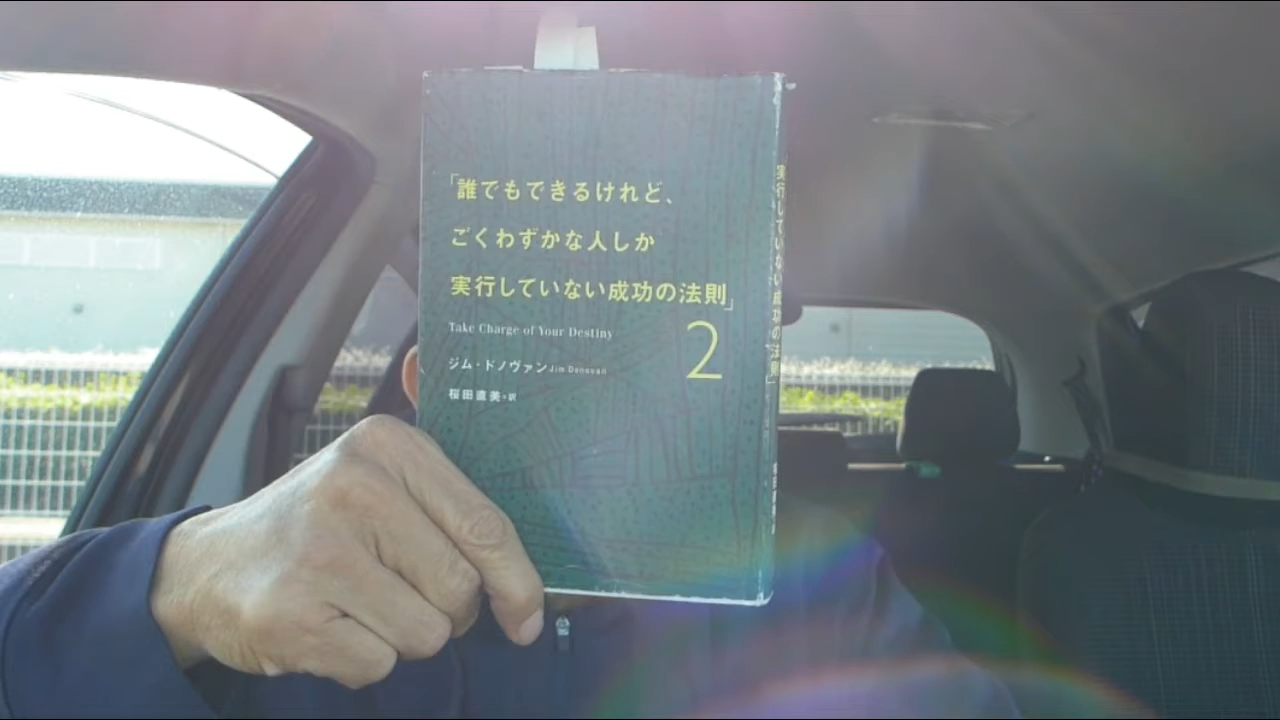 「誰でもできるけれど、
ごくわずかな人しか
実行していない成功の法則」
Take Charge of Your Destiny
2
ジム・ドノヴァン Jim Donovan
桜田直美・訳
実行していない成功の法則」